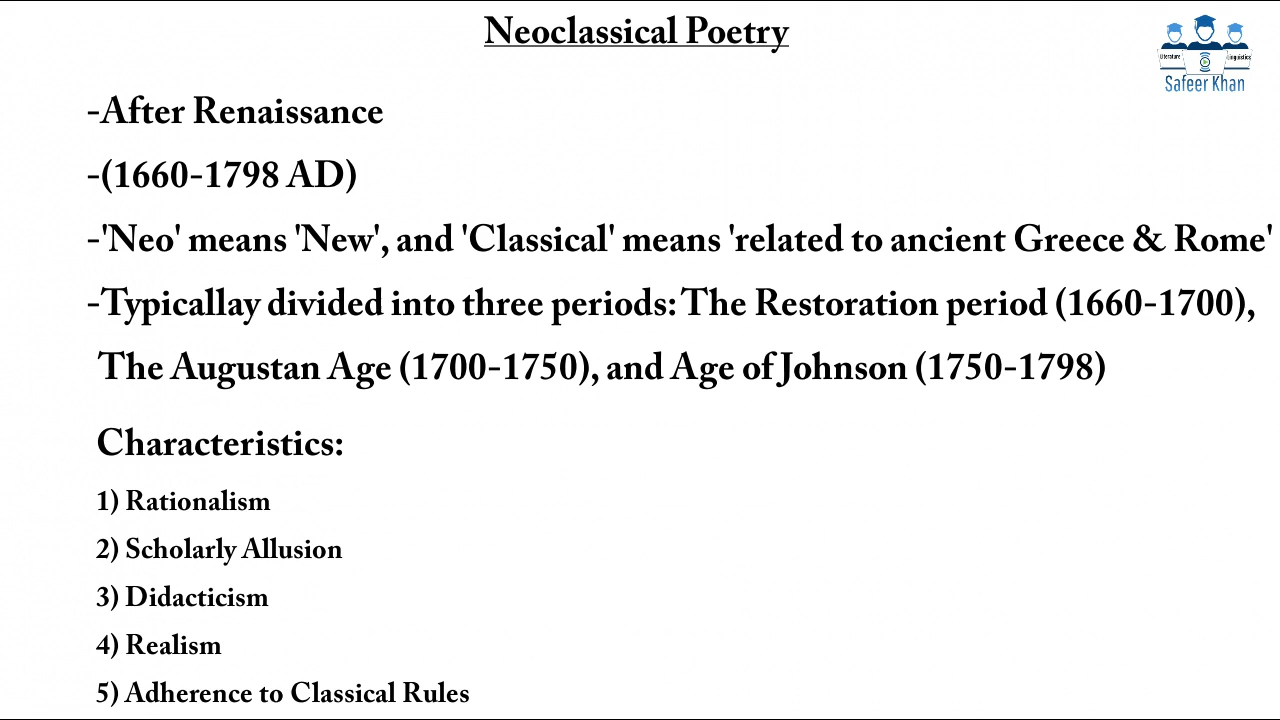 Neoclassical Poetry
Literature
Linguistics
Safeer Khan
-After Renaissance
-(1660-1798 AD)
-'Neo' means 'New', and 'Classical' means 'related to ancient Greece & Rome'
-Typicallay divided into three periods: The Restoration period (1660-1700),
The Augustan Age (1700-1750), and Age of Johnson (1750-1798)
Characteristics:
1) Rationalism
2) Scholarly Allusion
3) Didacticism
4) Realism
5) Adherence to Classical Rules